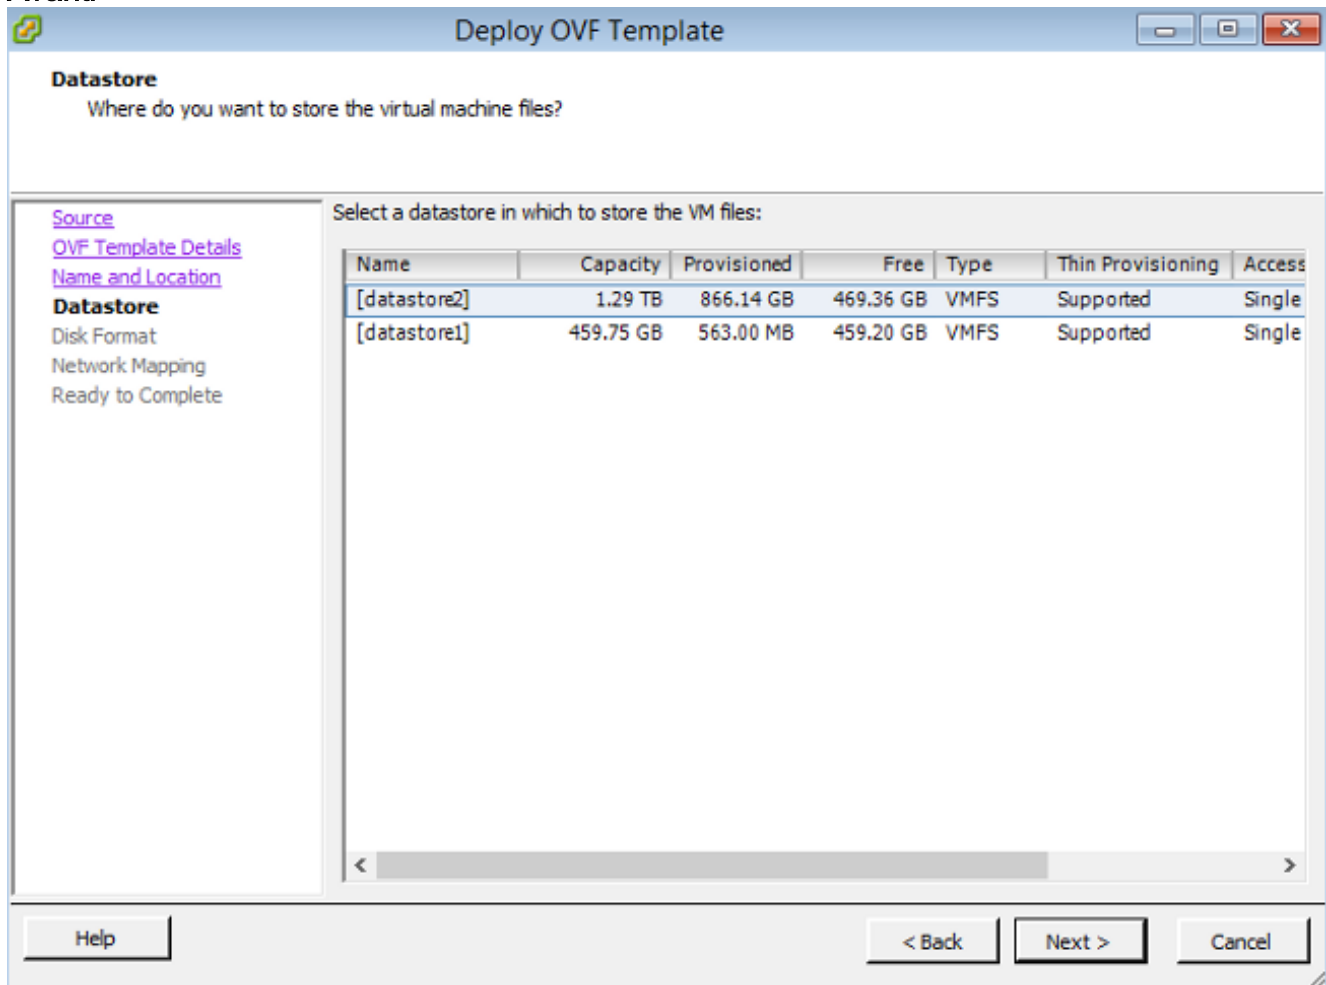 Deploy OVF Template
Datastore
Where do you want to store the virtual machine files?
Source
OVF Template Details
Name and Location
Datastore
Disk Format
Network Mapping
Ready to Complete
Select a datastore in which to store the VM files:
Name Capacity Provisioned Free Type Thin Provisioning Access
[datastore2] 1.29 TB 866.14 GB 469.36 GB VMFS Supported Single
[datastore1] 459.75 GB 563.00 MB 459.20 GB VMFS Supported Single
Help < Back Next > Cancel